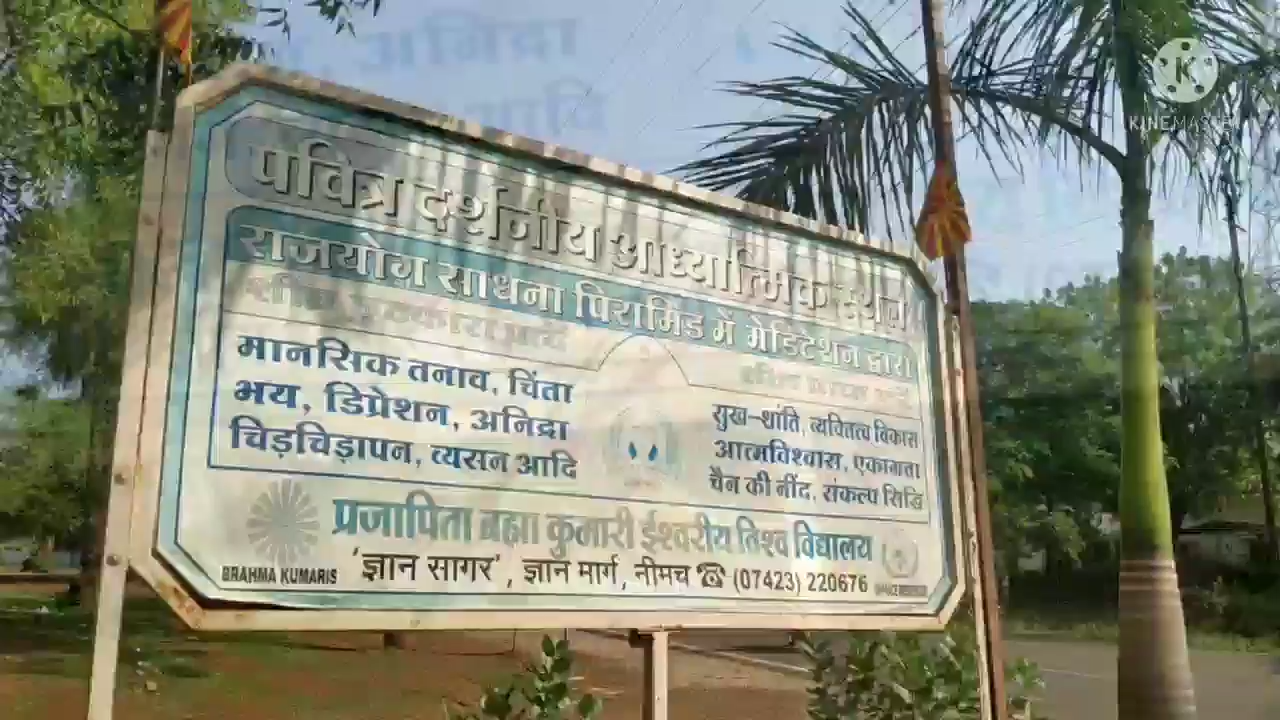 पवित्र दर्शनीय आध्यात्मिक स्थल
राजयोग साधना पिरामिड में मेडिटेशन द्वारा
मानसिक तनाव, चिंता
भय, डिप्रेशन, अनिद्रा
चिड़चिड़ापन, व्यसन आदि
सुख-शांति, व्यक्तित्व विकास
आत्मविश्वास, एकाग्रता
चैन की नींद, संकल्प सिद्धि
प्रजापिता ब्रह्मा कुमारी ईश्वरीय विश्व विद्यालय
BRAHMA KUMARIS
'ज्ञान सागर', ज्ञान मार्ग, नीमच ☎ (07423) 220676
KINEMASTER